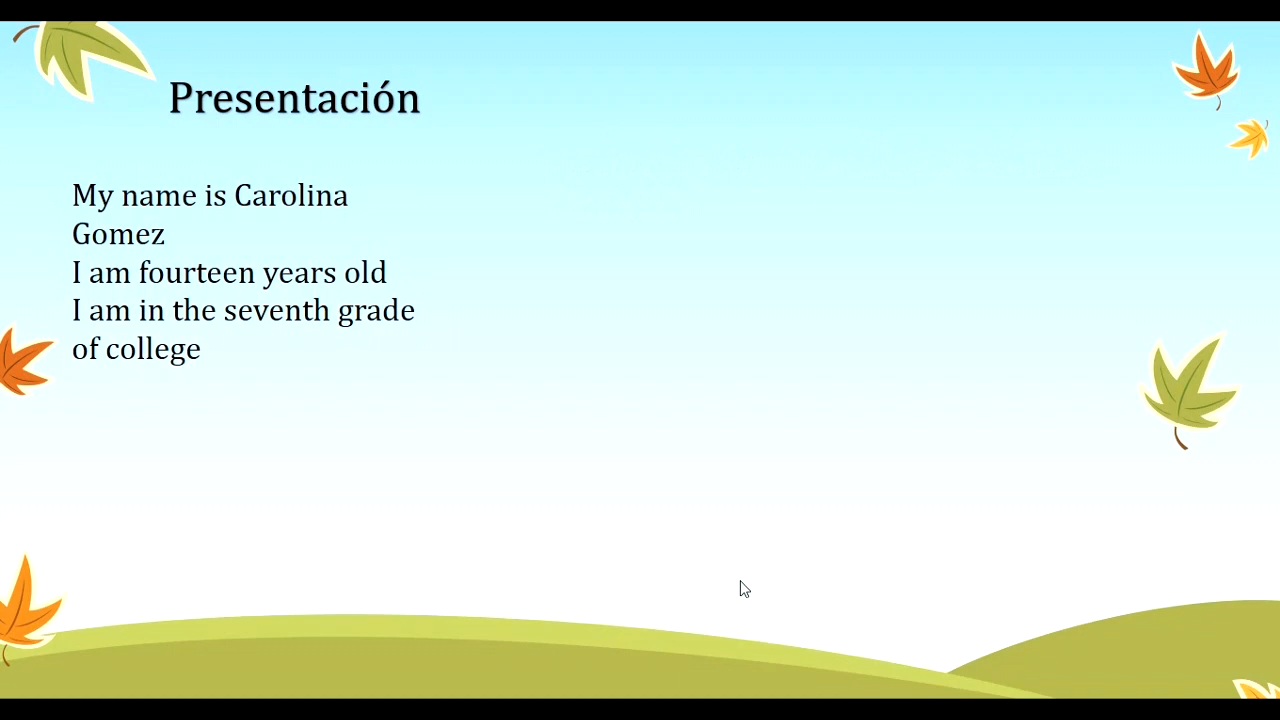 Presentación
My name is Carolina
Gomez
I am fourteen years old
I am in the seventh grade
of college